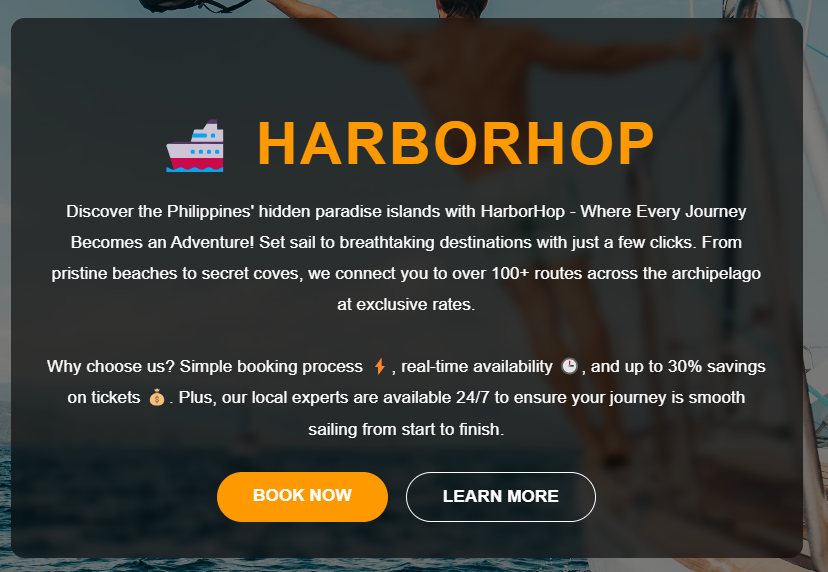 HARBORHOP
Discover the Philippines' hidden paradise islands with HarborHop - Where Every Journey
Becomes an Adventure! Set sail to breathtaking destinations with just a few clicks. From
pristine beaches to secret coves, we connect you to over 100+ routes across the archipelago
at exclusive rates.
Why choose us? Simple booking process ⚡, real-time availability 🕒, and up to 30% savings
on tickets 💰. Plus, our local experts are available 24/7 to ensure your journey is smooth
sailing from start to finish.
BOOK NOW
LEARN MORE